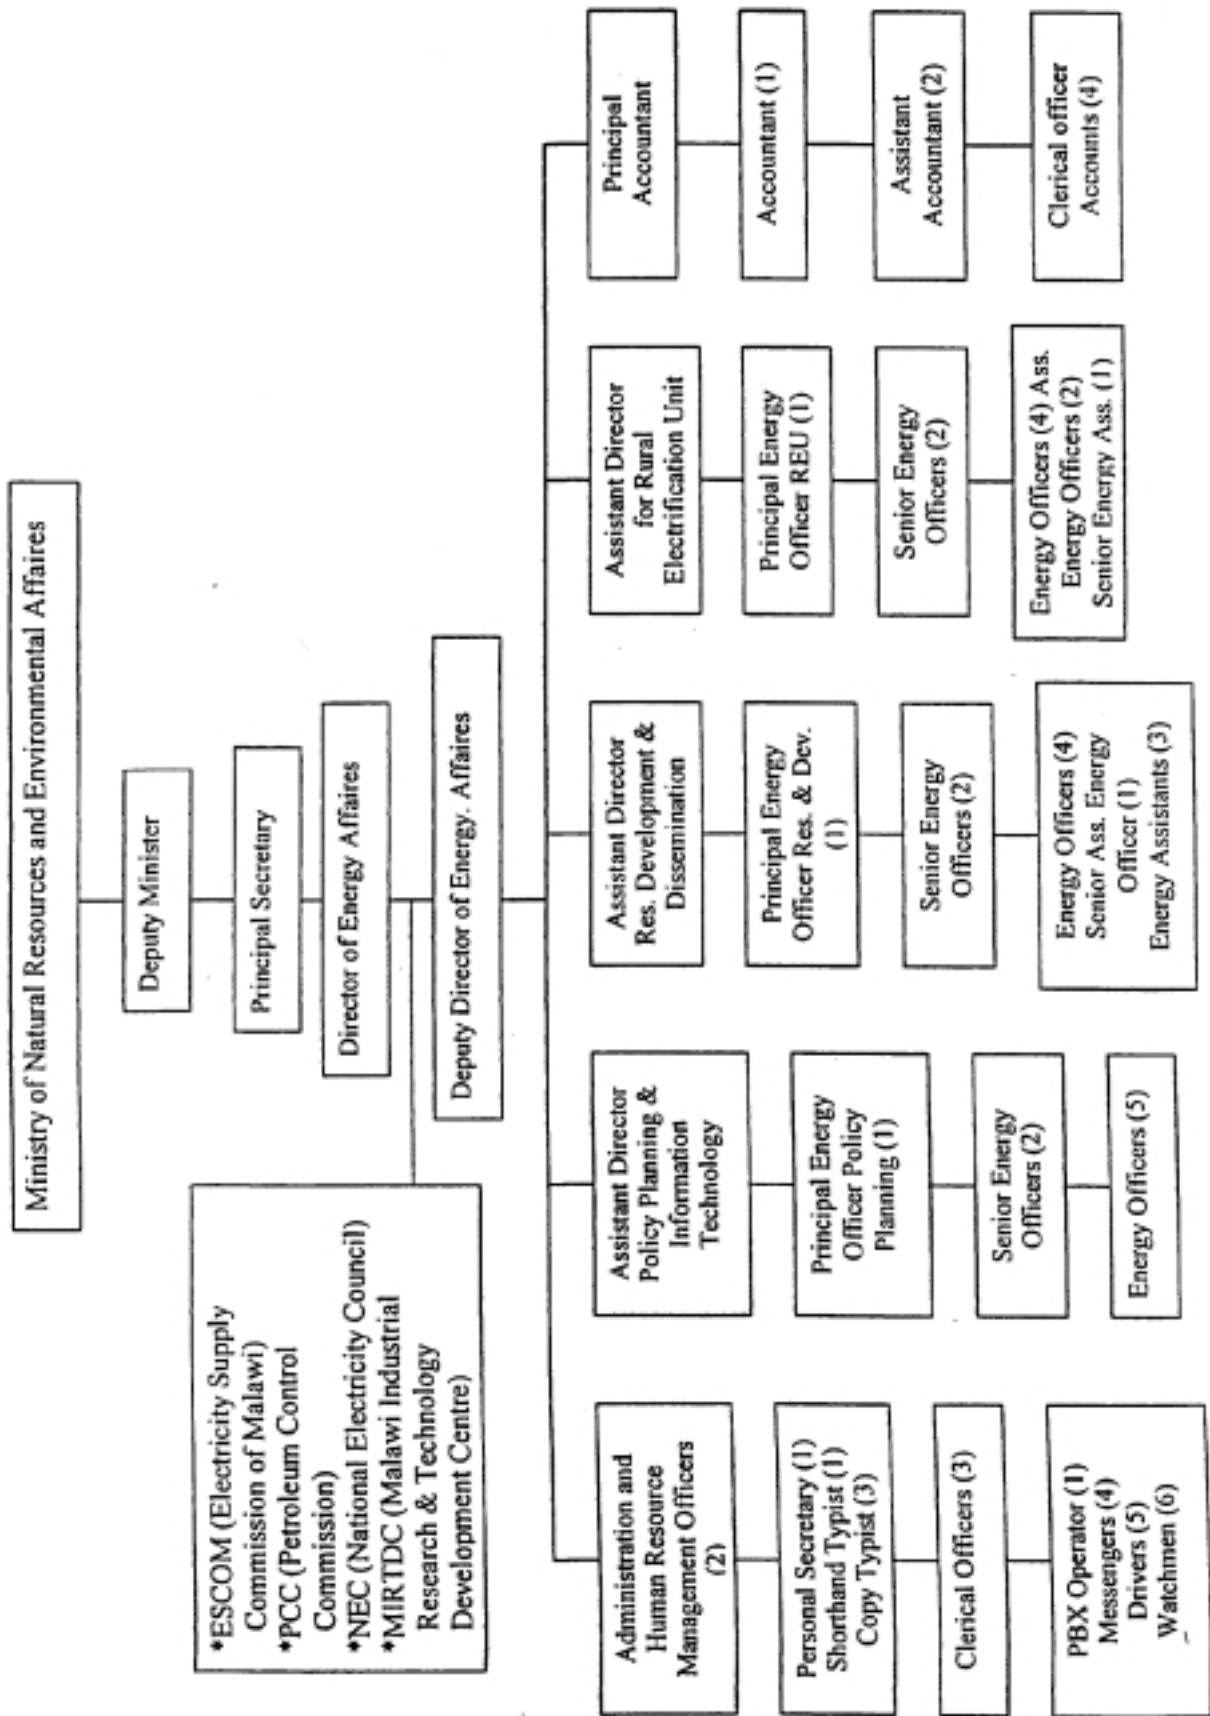 Ministry of Natural Resources and Environmental Affaires
Deputy Minister
Principal Secretary
Director of Energy Affaires
*ESCOM (Electricity Supply
Commission of Malawi)
*PCC (Petroleum Control
Commission)
*NEC (National Electricity Council)
*MIRTDC (Malawi Industrial
Research & Technology
Development Centre)
Deputy Director of Energy. Affaires
Administration and
Human Resource
Management Officers
(2)
Personal Secretary (1)
Shorthand Typist (1)
Copy Typist (3)
Clerical Officers (3)
PBX Operator (1)
Messengers (4)
Drivers (5)
Watchmen (6)
Assistant Director
Policy Planning &
Information
Technology
Principal Energy
Officer Policy
Planning (1)
Senior Energy
Officers (2)
Energy Officers (5)
Assistant Director
Res. Development &
Dissemination
Principal Energy
Officer Res. & Dev.
(1)
Senior Energy
Officers (2)
Energy Officers (4)
Senior Ass. Energy
Officer (1)
Energy Assistants (3)
Assistant Director
for Rural
Electrification Unit
Principal Energy
Officer REU (1)
Senior Energy
Officers (2)
Energy Officers (4) Ass.
Energy Officers (2)
Senior Energy Ass. (1)
Principal
Accountant
Accountant (1)
Assistant
Accountant (2)
Clerical officer
Accounts (4)